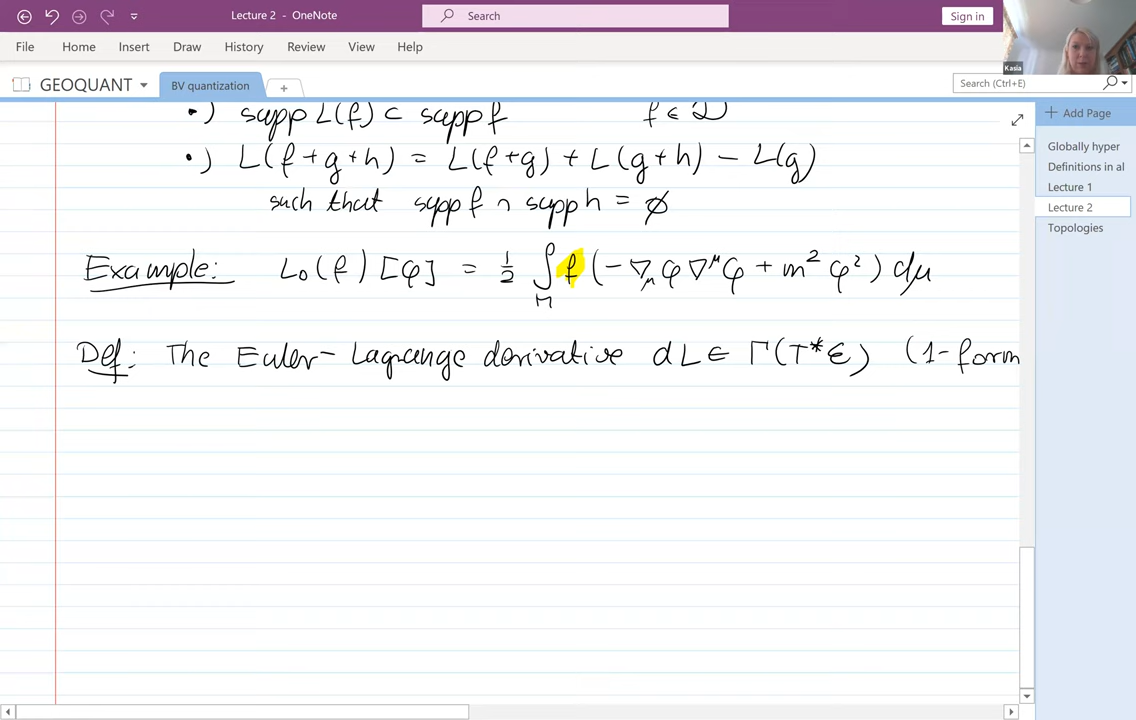 Lecture 2 - OneNote
Search
Sign in
File Home Insert Draw History Review View Help
Kasia
GEOQUANT
BV quantization
Search (Ctrl+E)
Add Page
Globally hyper
Definitions in al
Lecture 1
Lecture 2
Topologies
•) supp L(f) ⊂ supp f f ∈ D
•) L(f+g+h) = L(f+g) + L(g+h) - L(g)
such that supp f ∩ supp h = ∅
Example: L₀(f)[φ] = 1/2 ∫_M f (-∇_μ φ ∇^μ φ + m² φ²) dμ
Def: The Euler-Lagrange derivative dL ∈ Γ(T*ℰ) (1-form